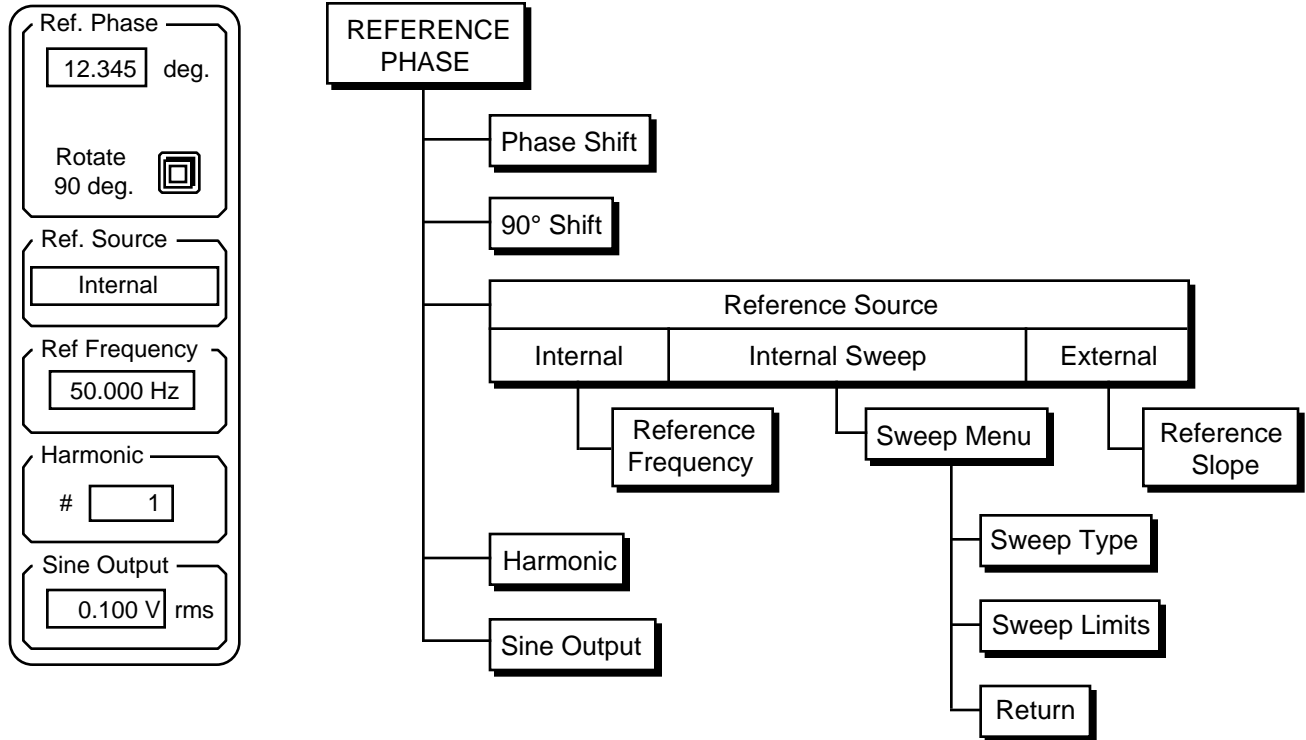 Ref. Phase
12.345 deg.
Rotate
90 deg.
Ref. Source
Internal
Ref Frequency
50.000 Hz
Harmonic
# 1
Sine Output
0.100 V rms
REFERENCE
PHASE
Phase Shift
90° Shift
Reference Source
Internal Internal Sweep External
Reference
Frequency
Sweep Menu
Reference
Slope
Sweep Type
Sweep Limits
Return
Harmonic
Sine Output